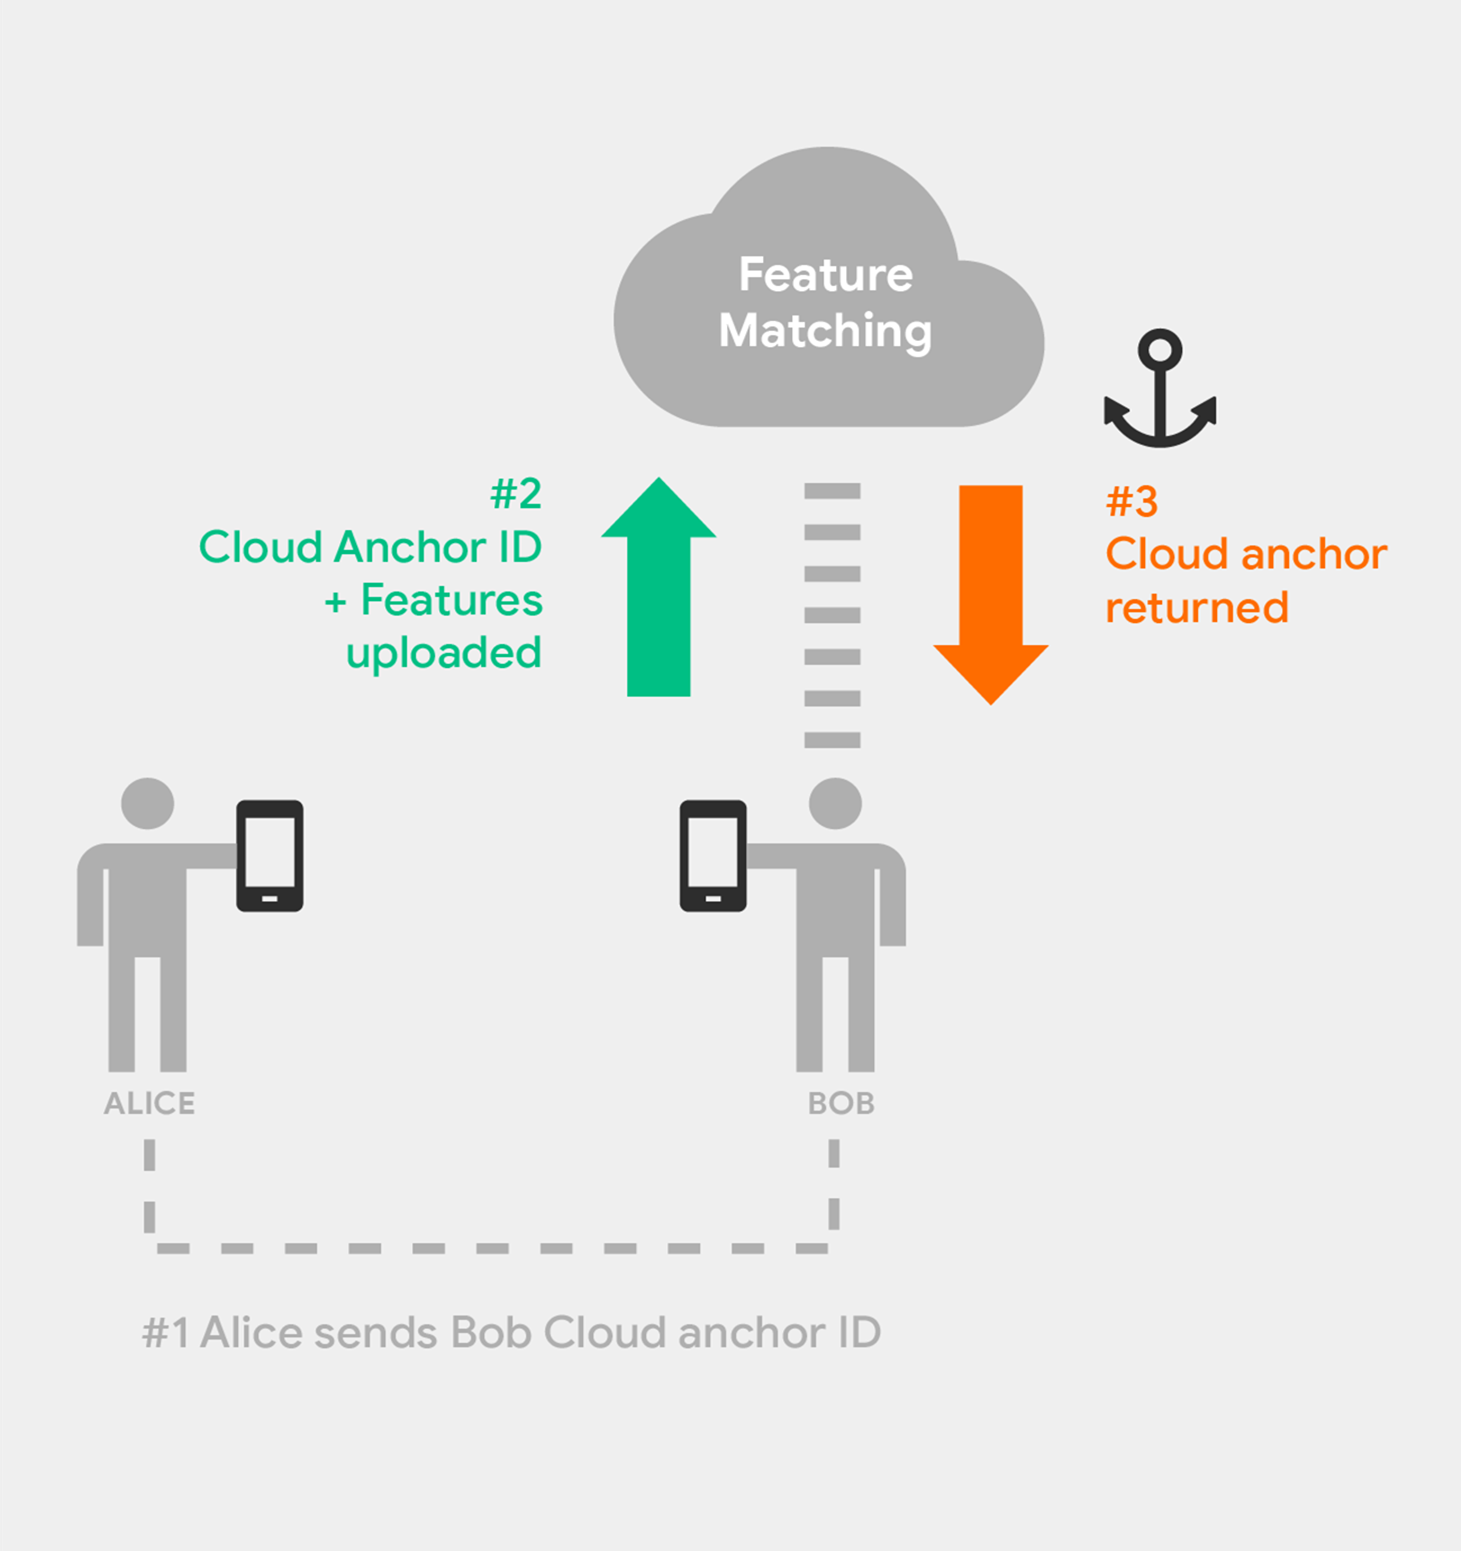 Feature
Matching
#2
Cloud Anchor ID
+ Features
uploaded
#3
Cloud anchor
returned
ALICE
BOB
#1 Alice sends Bob Cloud anchor ID